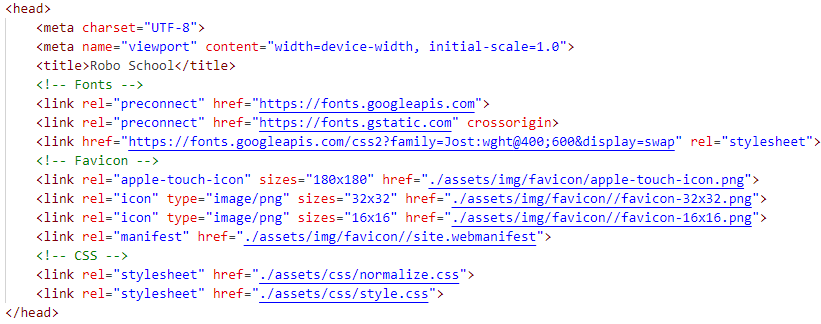 <head>
<meta charset="UTF-8">
<meta name="viewport" content="width=device-width, initial-scale=1.0">
<title>Robo School</title>
<!-- Fonts -->
<link rel="preconnect" href="https://fonts.googleapis.com">
<link rel="preconnect" href="https://fonts.gstatic.com" crossorigin>
<link href="https://fonts.googleapis.com/css2?family=Jost:wght@400;600&display=swap" rel="stylesheet">
<!-- Favicon -->
<link rel="apple-touch-icon" sizes="180x180" href="./assets/img/favicon/apple-touch-icon.png">
<link rel="icon" type="image/png" sizes="32x32" href="./assets/img/favicon//favicon-32x32.png">
<link rel="icon" type="image/png" sizes="16x16" href="./assets/img/favicon//favicon-16x16.png">
<link rel="manifest" href="./assets/img/favicon//site.webmanifest">
<!-- CSS -->
<link rel="stylesheet" href="./assets/css/normalize.css">
<link rel="stylesheet" href="./assets/css/style.css">
</head>